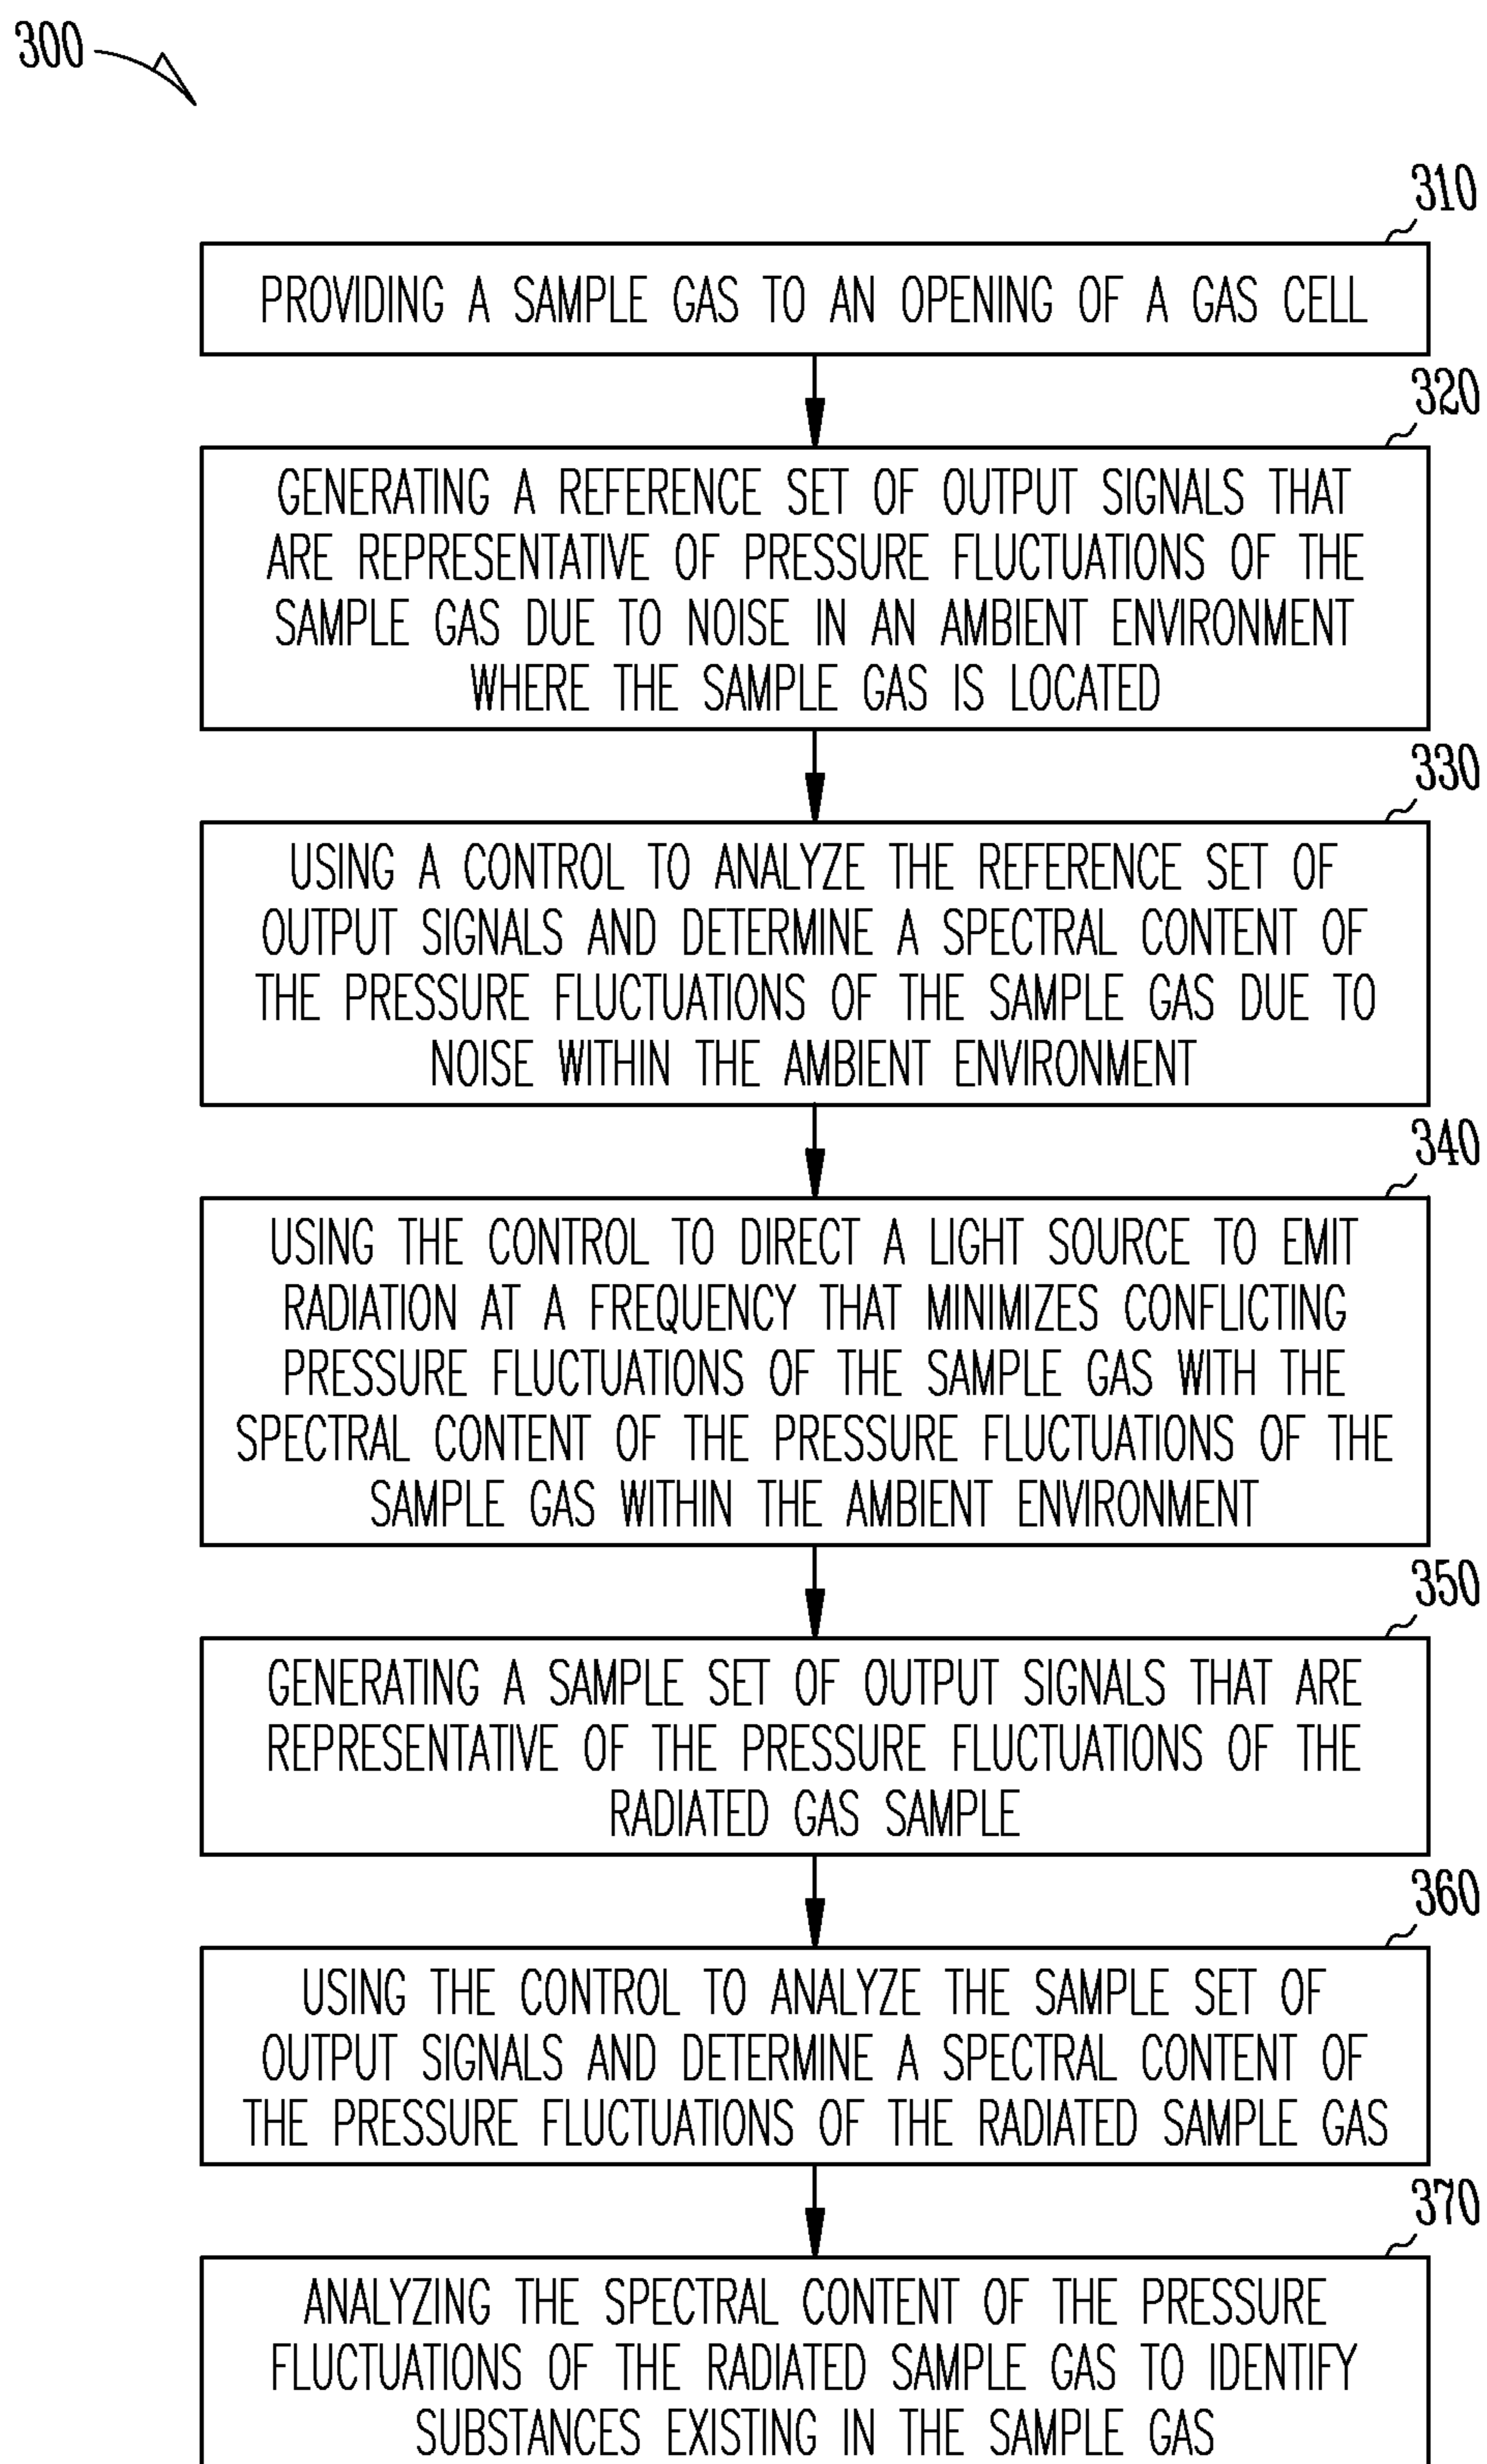 300
310
PROVIDING A SAMPLE GAS TO AN OPENING OF A GAS CELL
320
GENERATING A REFERENCE SET OF OUTPUT SIGNALS THAT
ARE REPRESENTATIVE OF PRESSURE FLUCTUATIONS OF THE
SAMPLE GAS DUE TO NOISE IN AN AMBIENT ENVIRONMENT
WHERE THE SAMPLE GAS IS LOCATED
330
USING A CONTROL TO ANALYZE THE REFERENCE SET OF
OUTPUT SIGNALS AND DETERMINE A SPECTRAL CONTENT OF
THE PRESSURE FLUCTUATIONS OF THE SAMPLE GAS DUE TO
NOISE WITHIN THE AMBIENT ENVIRONMENT
340
USING THE CONTROL TO DIRECT A LIGHT SOURCE TO EMIT
RADIATION AT A FREQUENCY THAT MINIMIZES CONFLICTING
PRESSURE FLUCTUATIONS OF THE SAMPLE GAS WITH THE
SPECTRAL CONTENT OF THE PRESSURE FLUCTUATIONS OF THE
SAMPLE GAS WITHIN THE AMBIENT ENVIRONMENT
350
GENERATING A SAMPLE SET OF OUTPUT SIGNALS THAT ARE
REPRESENTATIVE OF THE PRESSURE FLUCTUATIONS OF THE
RADIATED GAS SAMPLE
360
USING THE CONTROL TO ANALYZE THE SAMPLE SET OF
OUTPUT SIGNALS AND DETERMINE A SPECTRAL CONTENT OF
THE PRESSURE FLUCTUATIONS OF THE RADIATED SAMPLE GAS
370
ANALYZING THE SPECTRAL CONTENT OF THE PRESSURE
FLUCTUATIONS OF THE RADIATED SAMPLE GAS TO IDENTIFY
SUBSTANCES EXISTING IN THE SAMPLE GAS